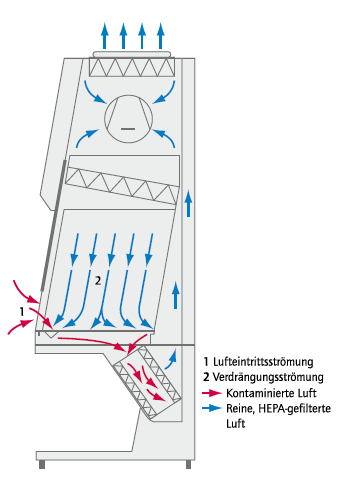 1
2
1 Lufteintrittsströmung
2 Verdrängungsströmung
Kontaminierte Luft
Reine, HEPA-gefilterte
Luft